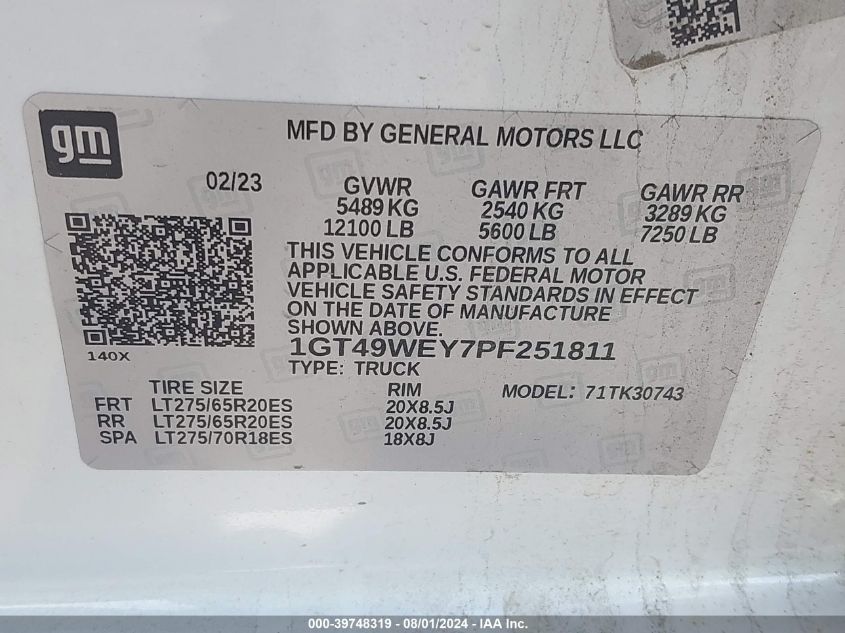 gm
MFD BY GENERAL MOTORS LLC
02/23 GVWR GAWR FRT GAWR RR
5489 KG 2540 KG 3289 KG
12100 LB 5600 LB 7250 LB
THIS VEHICLE CONFORMS TO ALL
APPLICABLE U.S. FEDERAL MOTOR
VEHICLE SAFETY STANDARDS IN EFFECT
ON THE DATE OF MANUFACTURE
SHOWN ABOVE.
140X
1GT49WEY7PF251811
TYPE: TRUCK
TIRE SIZE RIM MODEL: 71TK30743
FRT LT275/65R20ES 20X8.5J
RR LT275/65R20ES 20X8.5J
SPA LT275/70R18ES 18X8J
000-39748319 - 08/01/2024 - IAA Inc.